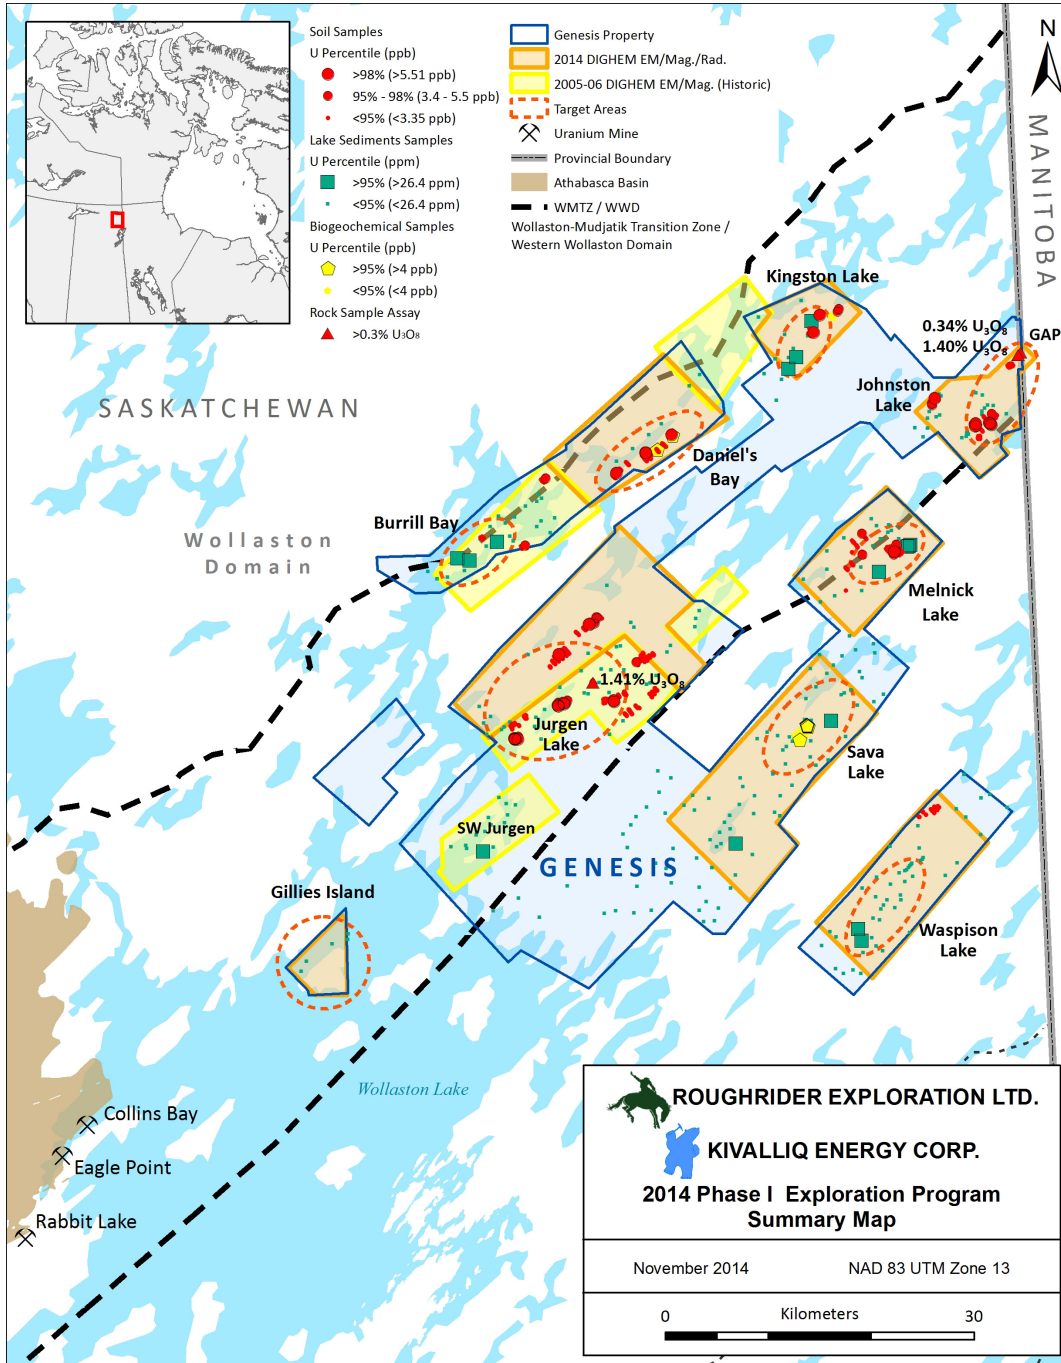 Soil Samples
U Percentile (ppb)
>98% (>5.51 ppb)
95% - 98% (3.4 - 5.5 ppb)
<95% (<3.35 ppb)
Lake Sediments Samples
U Percentile (ppm)
>95% (>26.4 ppm)
<95% (<26.4 ppm)
Biogeochemical Samples
U Percentile (ppb)
>95% (>4 ppb)
<95% (<4 ppb)
Rock Sample Assay
>0.3% U₃O₈
Genesis Property
2014 DIGHEM EM/Mag./Rad.
2005-06 DIGHEM EM/Mag. (Historic)
Target Areas
Uranium Mine
Provincial Boundary
Athabasca Basin
WMTZ / WWD
Wollaston-Mudjatik Transition Zone /
Western Wollaston Domain
N
MANITOBA
Kingston Lake
0.34% U₃O₈
1.40% U₃O₈
GAP
Johnston
Lake
SASKATCHEWAN
Daniel's
Bay
Burrill Bay
Wollaston
Domain
Melnick
Lake
1.41% U₃O₈
Jurgen
Lake
Sava
Lake
SW Jurgen
GENESIS
Gillies Island
Waspison
Lake
Wollaston Lake
Collins Bay
Eagle Point
Rabbit Lake
ROUGHRIDER EXPLORATION LTD.
KIVALLIQ ENERGY CORP.
2014 Phase I Exploration Program
Summary Map
November 2014 NAD 83 UTM Zone 13
0 Kilometers 30